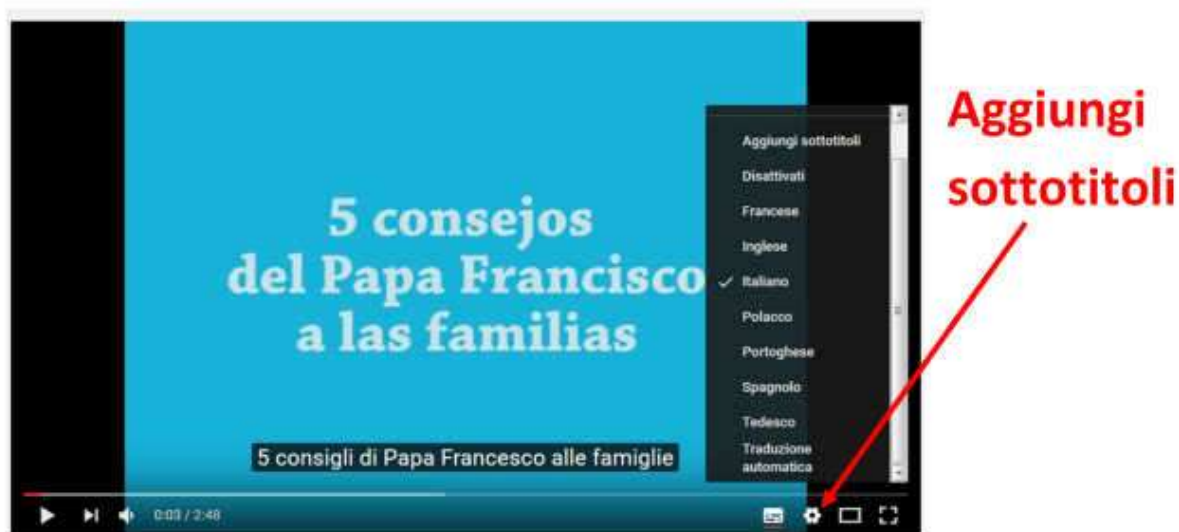 5 consejos
del Papa Francisco
a las familias
5 consigli di Papa Francesco alle famiglie
Aggiungi sottotitoli
Disattivati
Francese
Inglese
Italiano
Polacco
Portoghese
Spagnolo
Tedesco
Traduzione
automatica
0:03 / 2:48
Aggiungi
sottotitoli